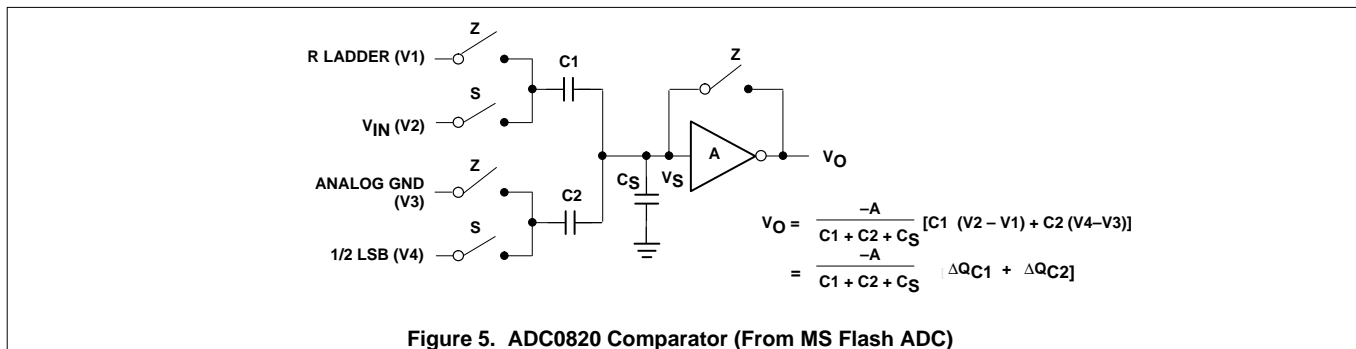 Z
R LADDER (V1)
C1
Z
S
VIN (V2)
A
VO
Z
VS
ANALOG GND
(V3)
CS
C2
S
VO = –A / C1 + C2 + CS [C1 (V2 – V1) + C2 (V4–V3)]
1/2 LSB (V4)
= –A / C1 + C2 + CS [ΔQC1 + ΔQC2]
Figure 5. ADC0820 Comparator (From MS Flash ADC)